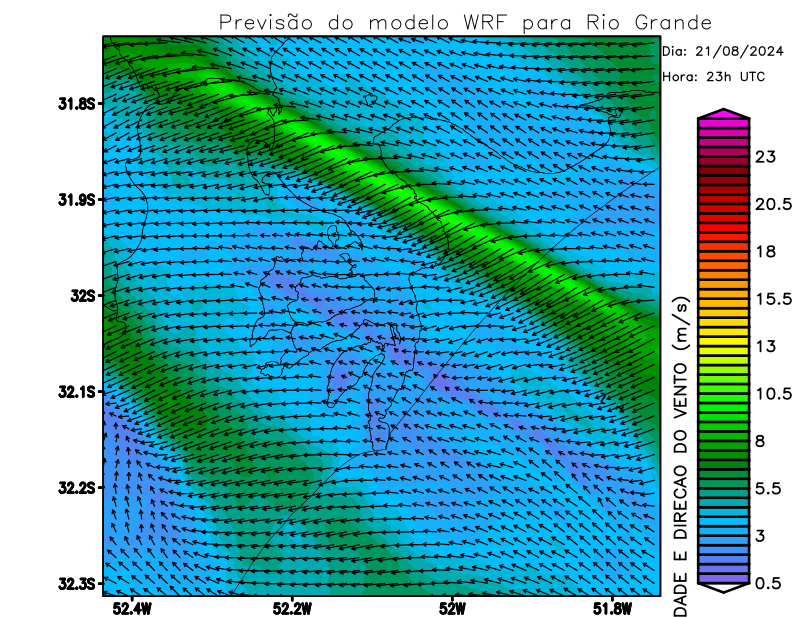 Previsão do modelo WRF para Rio Grande
Dia: 21/08/2024
Hora: 23h UTC
31.8S
31.9S
32S
32.1S
32.2S
32.3S
52.4W
52.2W
52W
51.8W
23
20.5
18
15.5
13
10.5
8
5.5
3
0.5
DADE E DIRECAO DO VENTO (m/s)